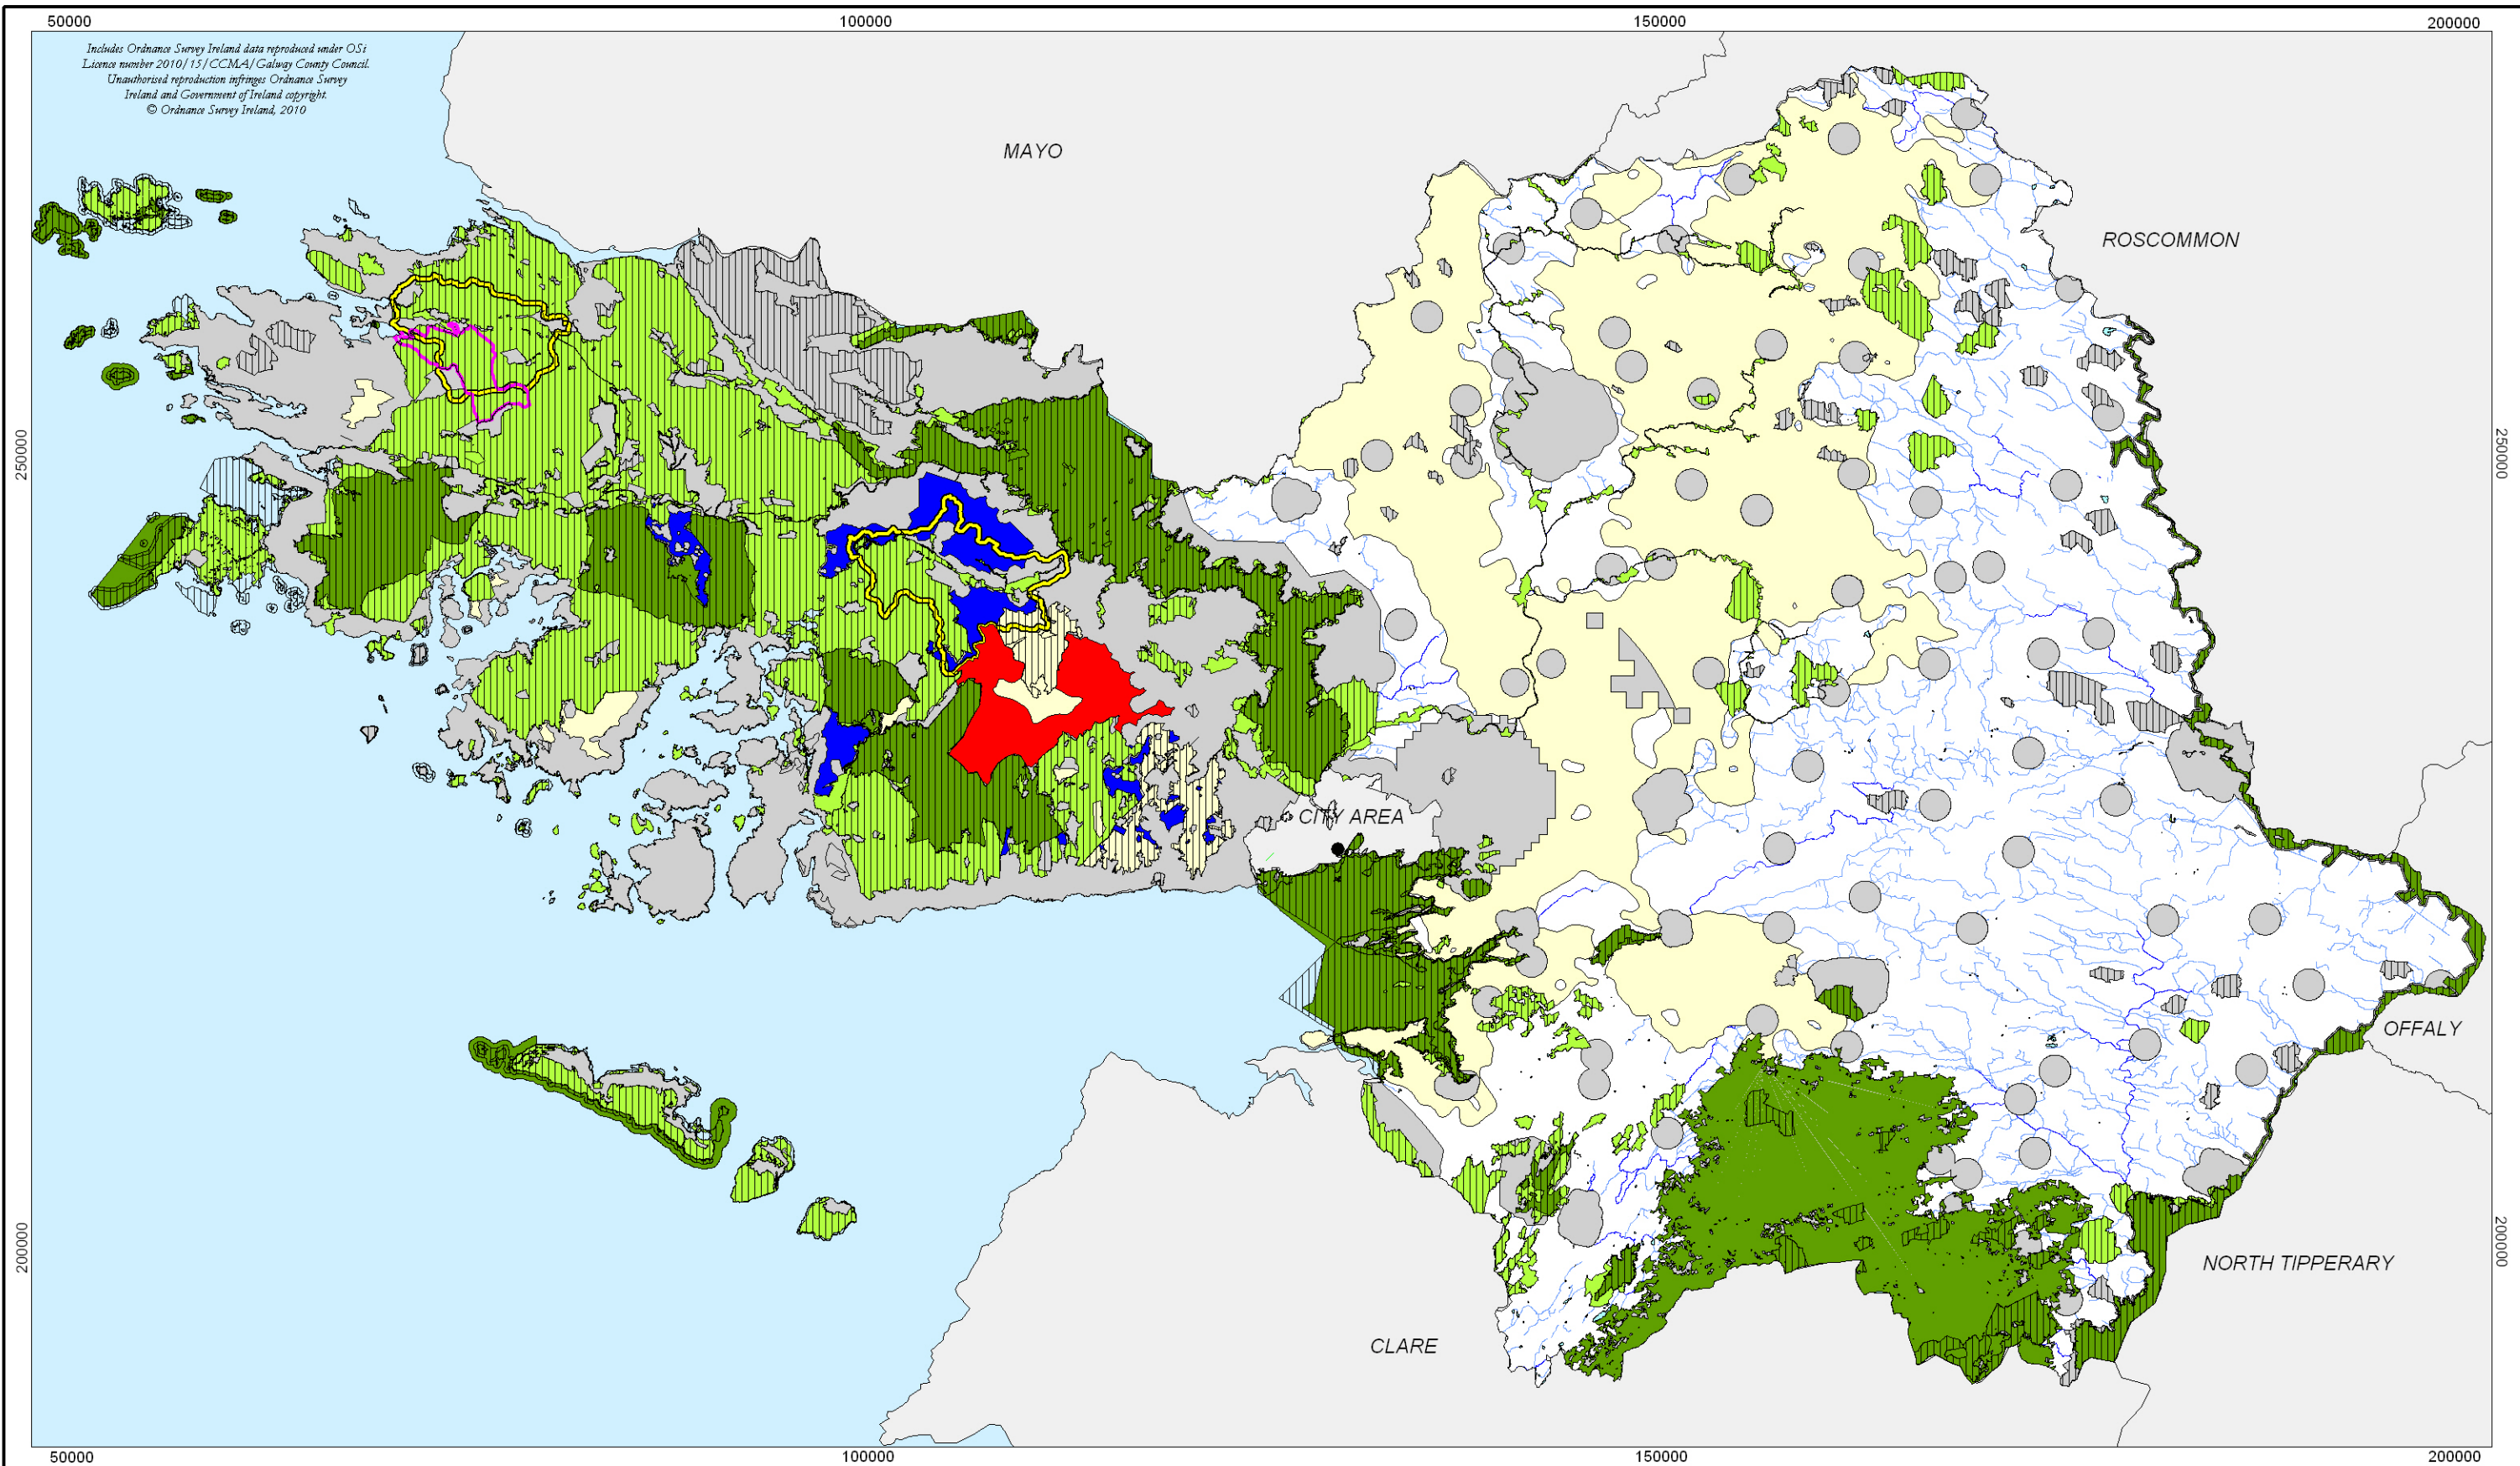 50000 100000 150000 200000
Includes Ordnance Survey Ireland data reproduced under OSi
Licence number 2010/15/CCMA/Galway County Council.
Unauthorised reproduction infringes Ordnance Survey
Ireland and Government of Ireland copyright.
© Ordnance Survey Ireland, 2010
MAYO
ROSCOMMON
250000 250000
CITY AREA
OFFALY
200000 200000
NORTH TIPPERARY
CLARE
50000 100000 150000 200000